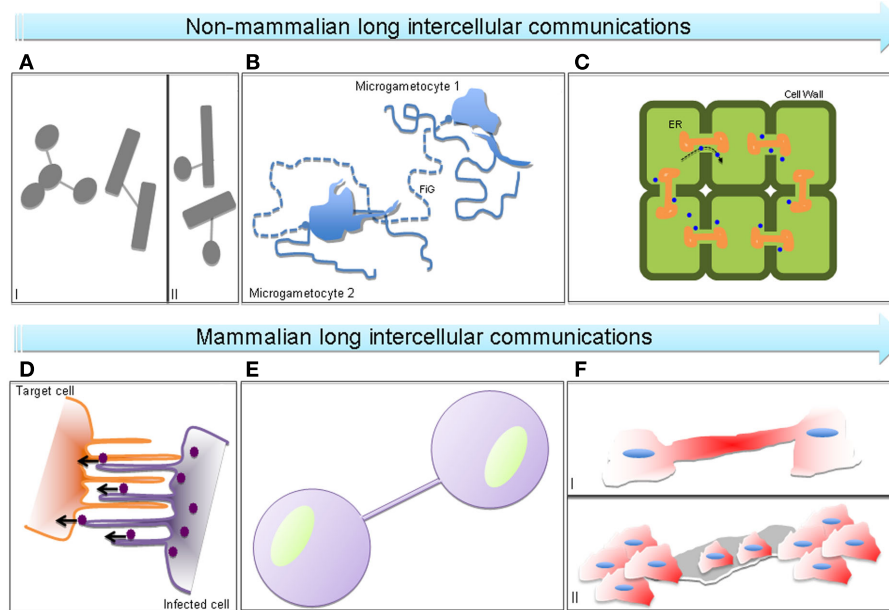 Non-mammalian long intercellular communications
A
B
C
I
II
Microgametocyte 1
FiG
Microgametocyte 2
Cell Wall
ER
Mammalian long intercellular communications
D
E
F
Target cell
Infected cell
I
II